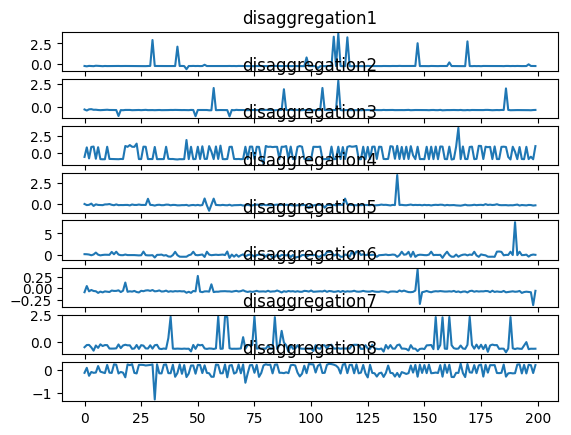 disaggregation1
2.5
0.0
disaggregation2
2.5
0.0
disaggregation3
2.5
0.0
disaggregation4
2.5
0.0
disaggregation5
5
0
disaggregation6
0.25
0.00
−0.25
disaggregation7
2.5
0.0
disaggregation8
0
−1
0 25 50 75 100 125 150 175 200